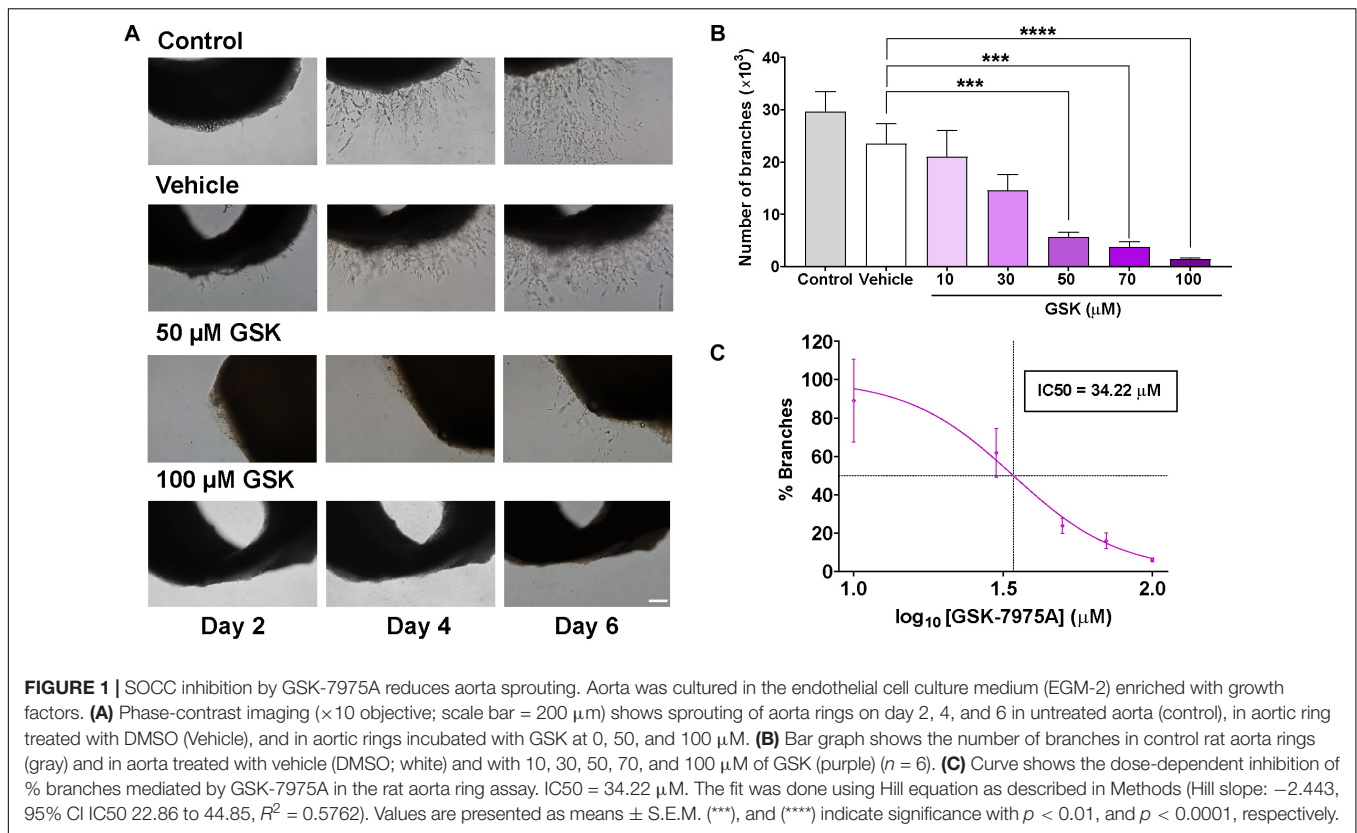 A
Control
Vehicle
50 µM GSK
100 µM GSK
Day 2 Day 4 Day 6
B
Number of branches (×10³)
40
30
20
10
0
****
***
***
Control Vehicle 10 30 50 70 100
GSK (µM)
C
% Branches
120
100
80
60
40
20
0
IC50 = 34.22 µM
1.0 1.5 2.0
log₁₀ [GSK-7975A] (µM)
FIGURE 1 | SOCC inhibition by GSK-7975A reduces aorta sprouting. Aorta was cultured in the endothelial cell culture medium (EGM-2) enriched with growth
factors. (A) Phase-contrast imaging (×10 objective; scale bar = 200 µm) shows sprouting of aorta rings on day 2, 4, and 6 in untreated aorta (control), in aortic ring
treated with DMSO (Vehicle), and in aortic rings incubated with GSK at 0, 50, and 100 µM. (B) Bar graph shows the number of branches in control rat aorta rings
(gray) and in aorta treated with vehicle (DMSO; white) and with 10, 30, 50, 70, and 100 µM of GSK (purple) (n = 6). (C) Curve shows the dose-dependent inhibition of
% branches mediated by GSK-7975A in the rat aorta ring assay. IC50 = 34.22 µM. The fit was done using Hill equation as described in Methods (Hill slope: −2.443,
95% CI IC50 22.86 to 44.85, R² = 0.5762). Values are presented as means ± S.E.M. (***), and (****) indicate significance with p < 0.01, and p < 0.0001, respectively.